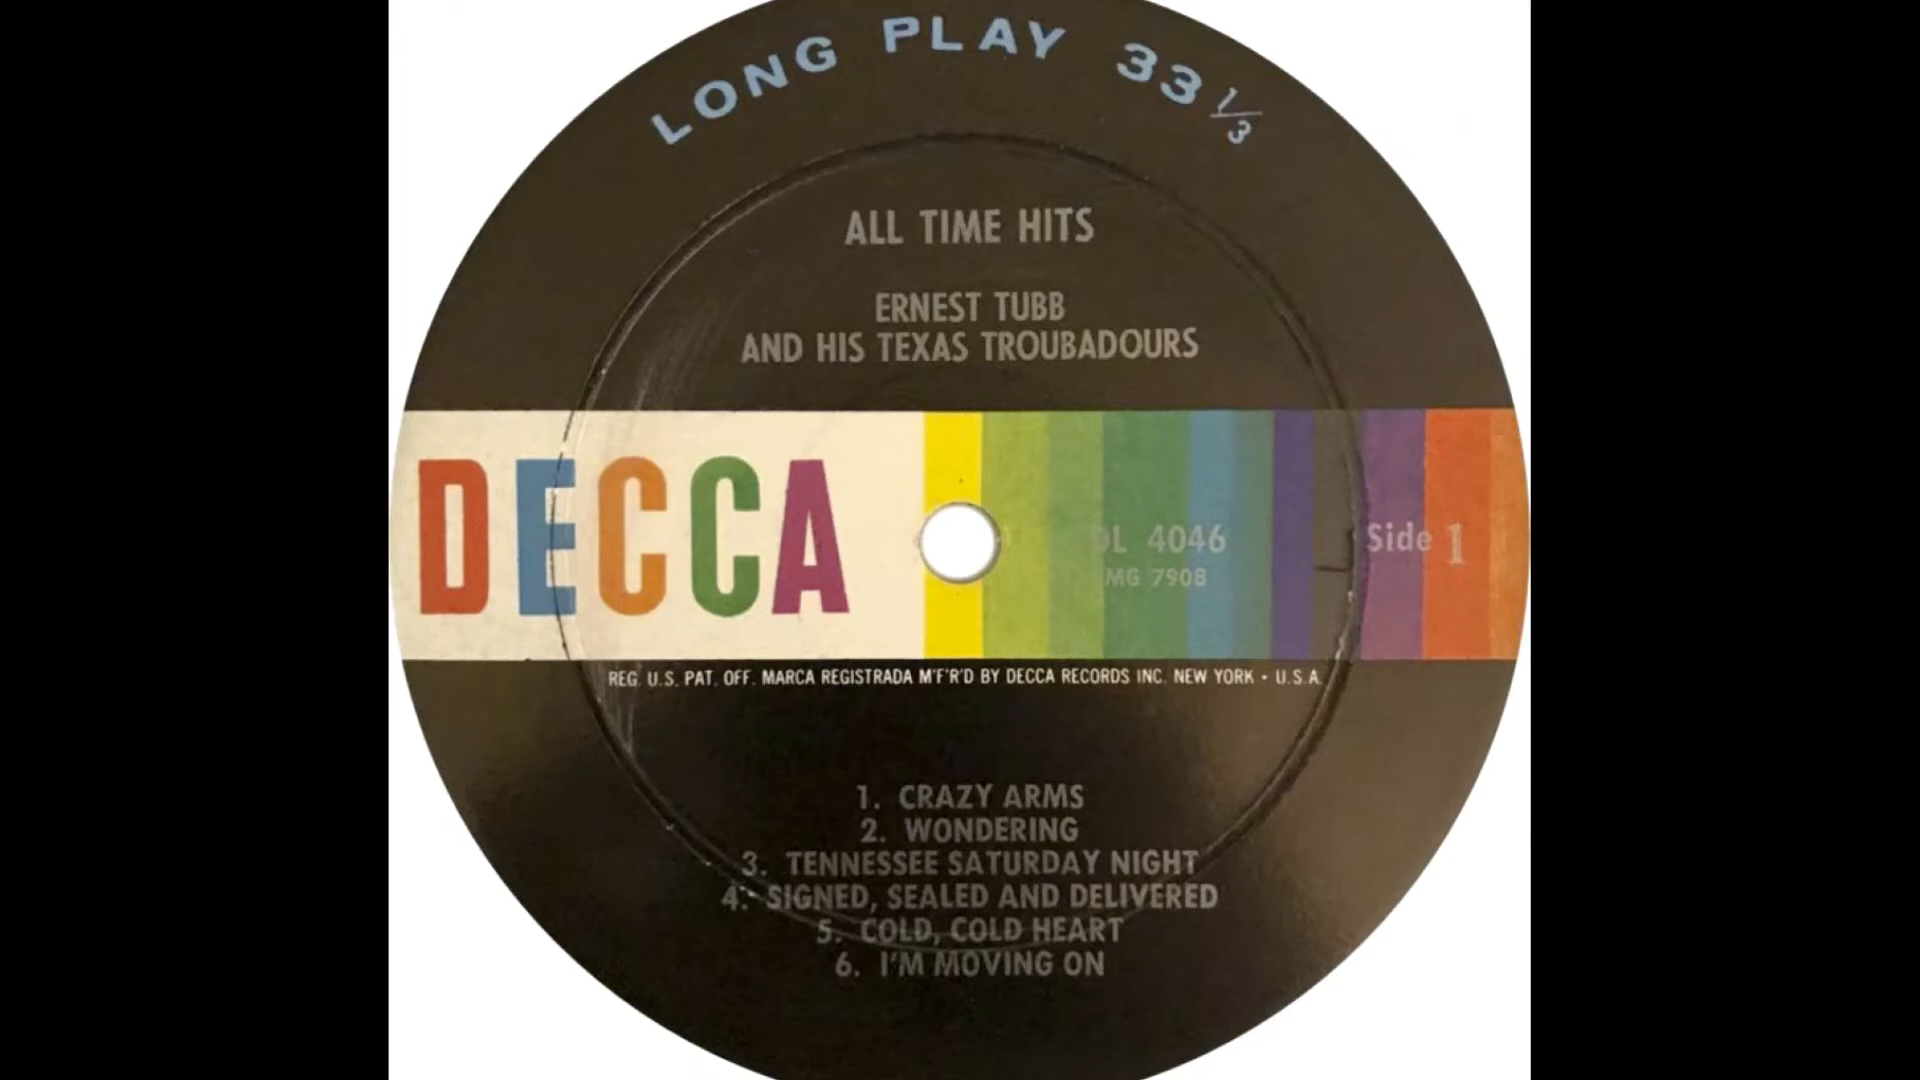 LONG PLAY 33 1/3
ALL TIME HITS
ERNEST TUBB
AND HIS TEXAS TROUBADOURS
DECCA
DL 4046
MG 7908
Side 1
REG. U.S. PAT. OFF. MARCA REGISTRADA M'F'R'D BY DECCA RECORDS INC. NEW YORK • U.S.A.
1. CRAZY ARMS
2. WONDERING
3. TENNESSEE SATURDAY NIGHT
4. SIGNED, SEALED AND DELIVERED
5. COLD, COLD HEART
6. I'M MOVING ON